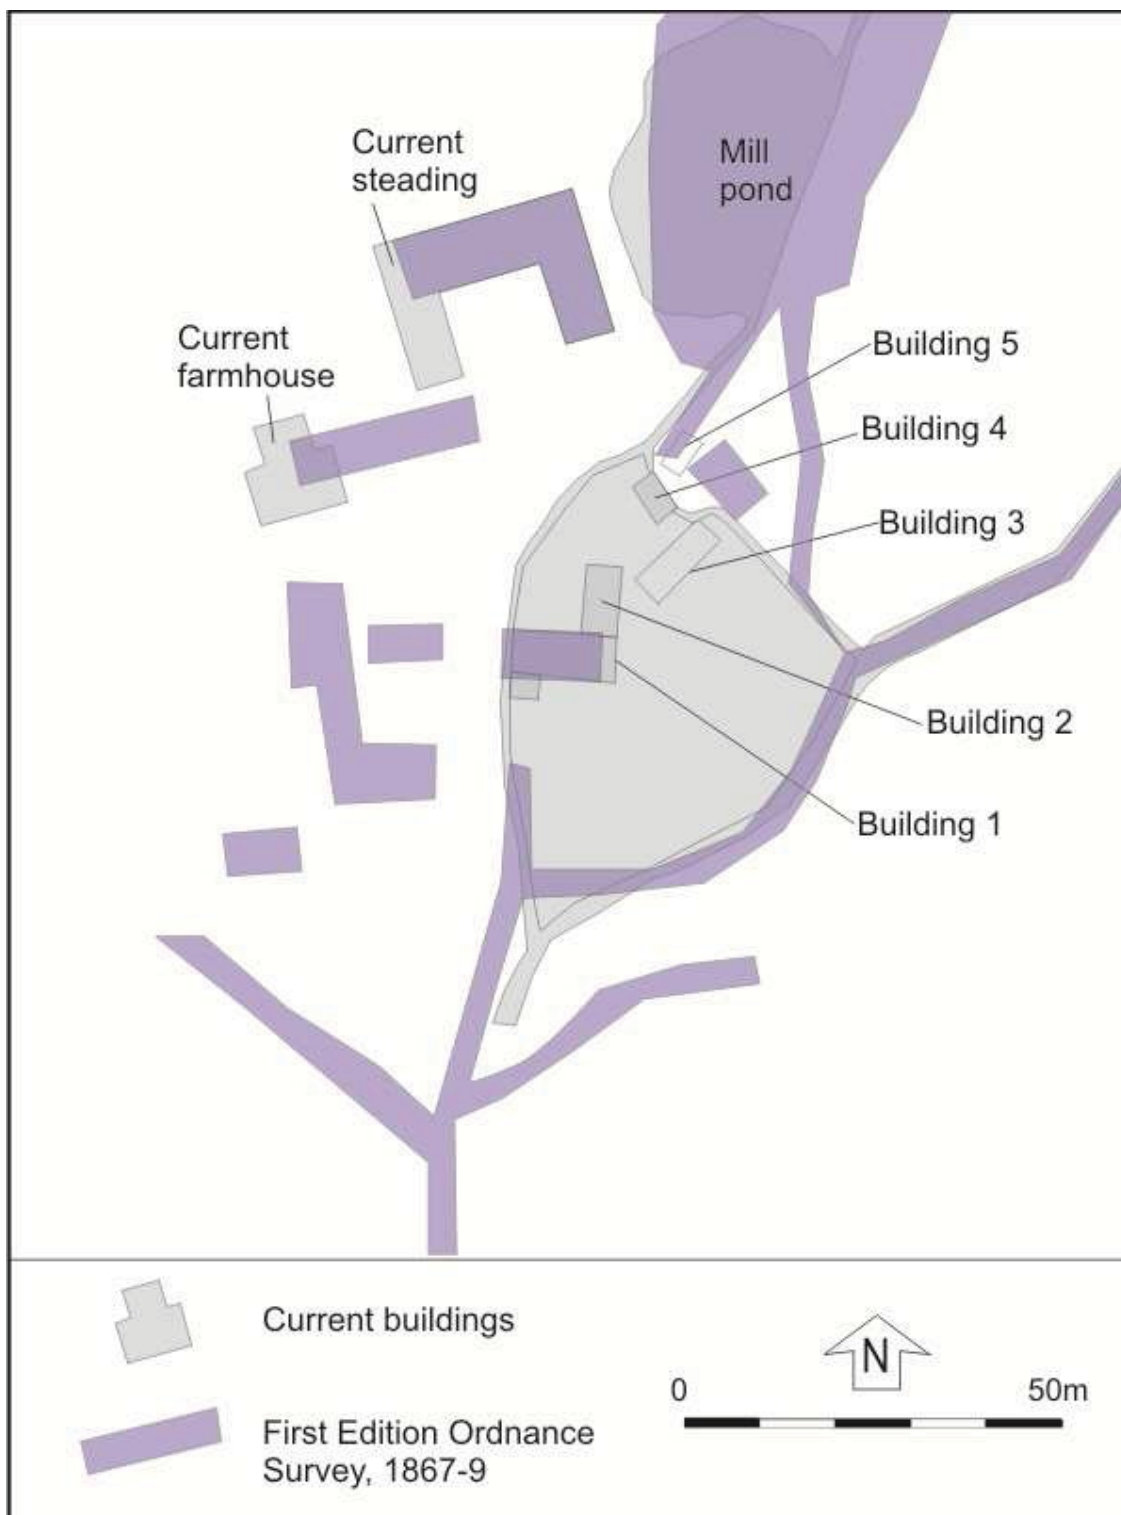 Current
steading
Mill
pond
Current
farmhouse
Building 5
Building 4
Building 3
Building 2
Building 1
Current buildings
N
0
50m
First Edition Ordnance
Survey, 1867-9